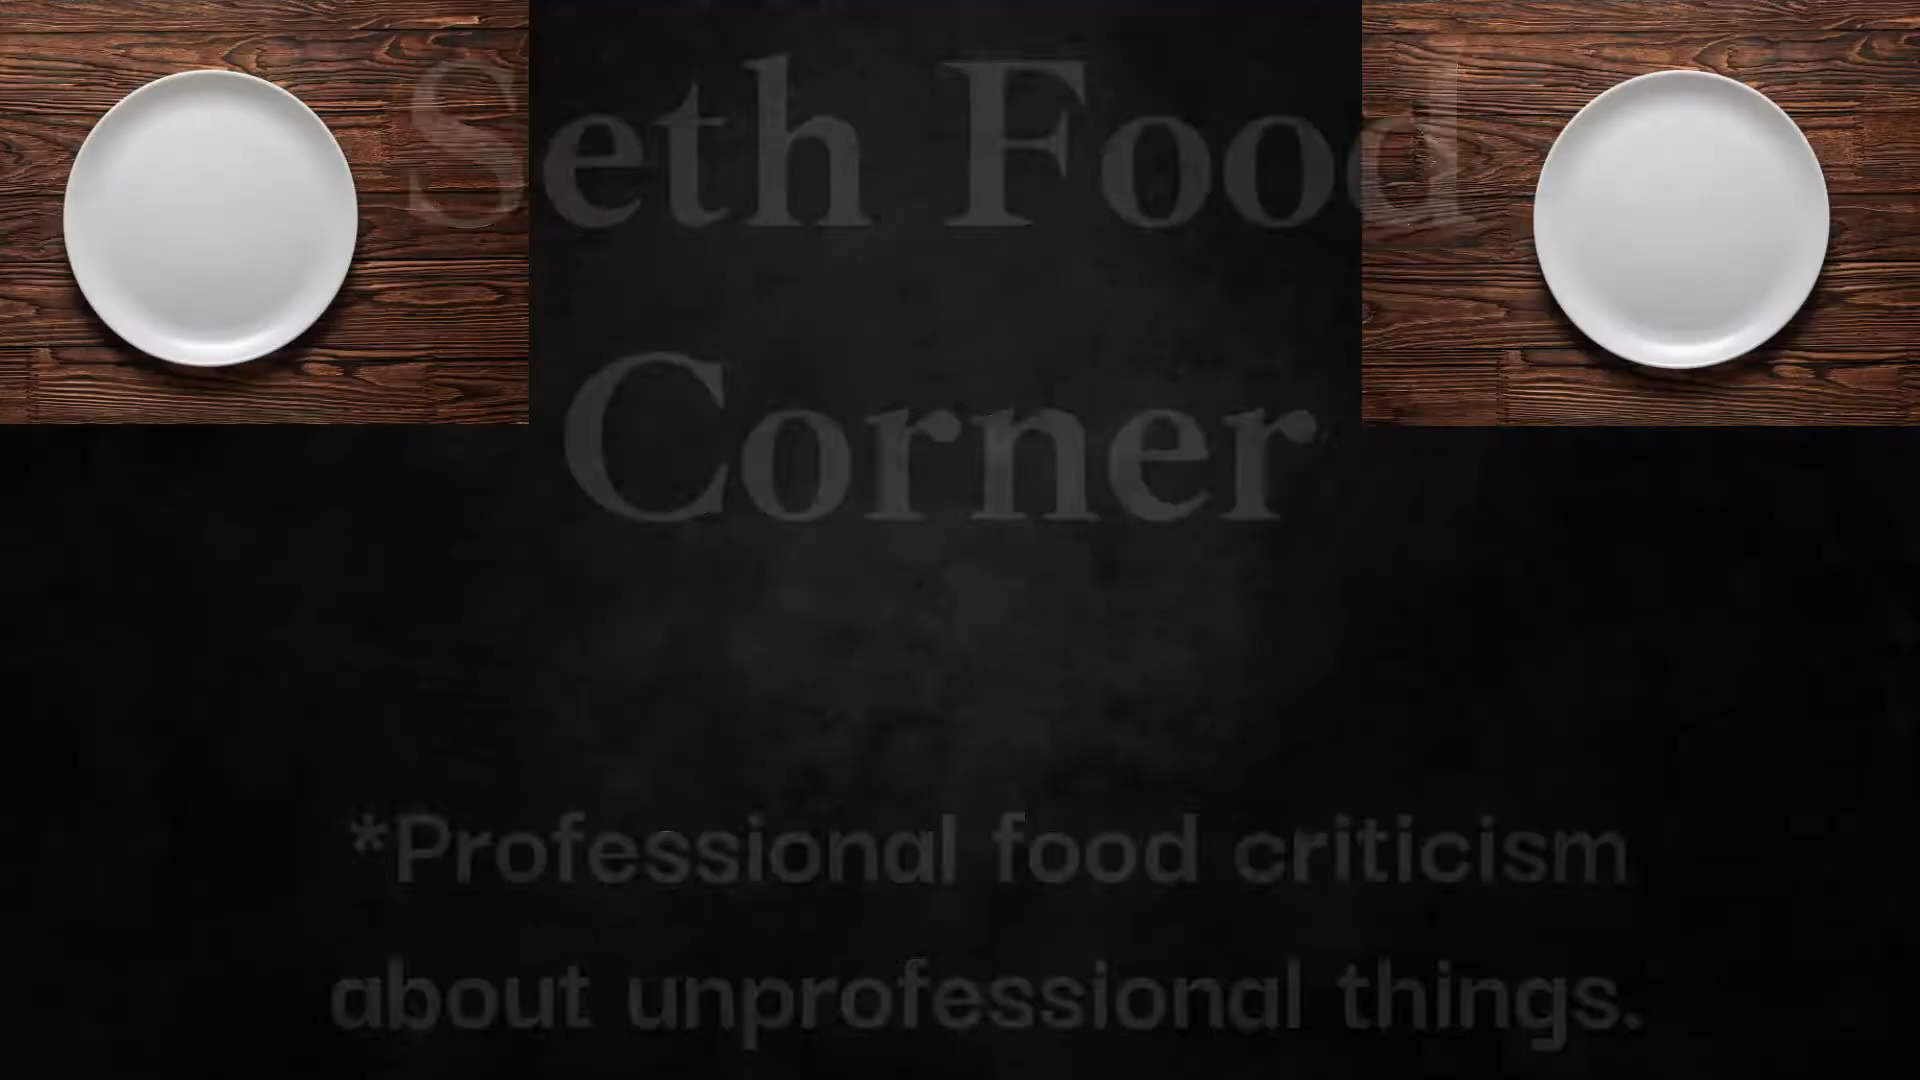 Seth Food
Corner
*Professional food criticism
about unprofessional things.